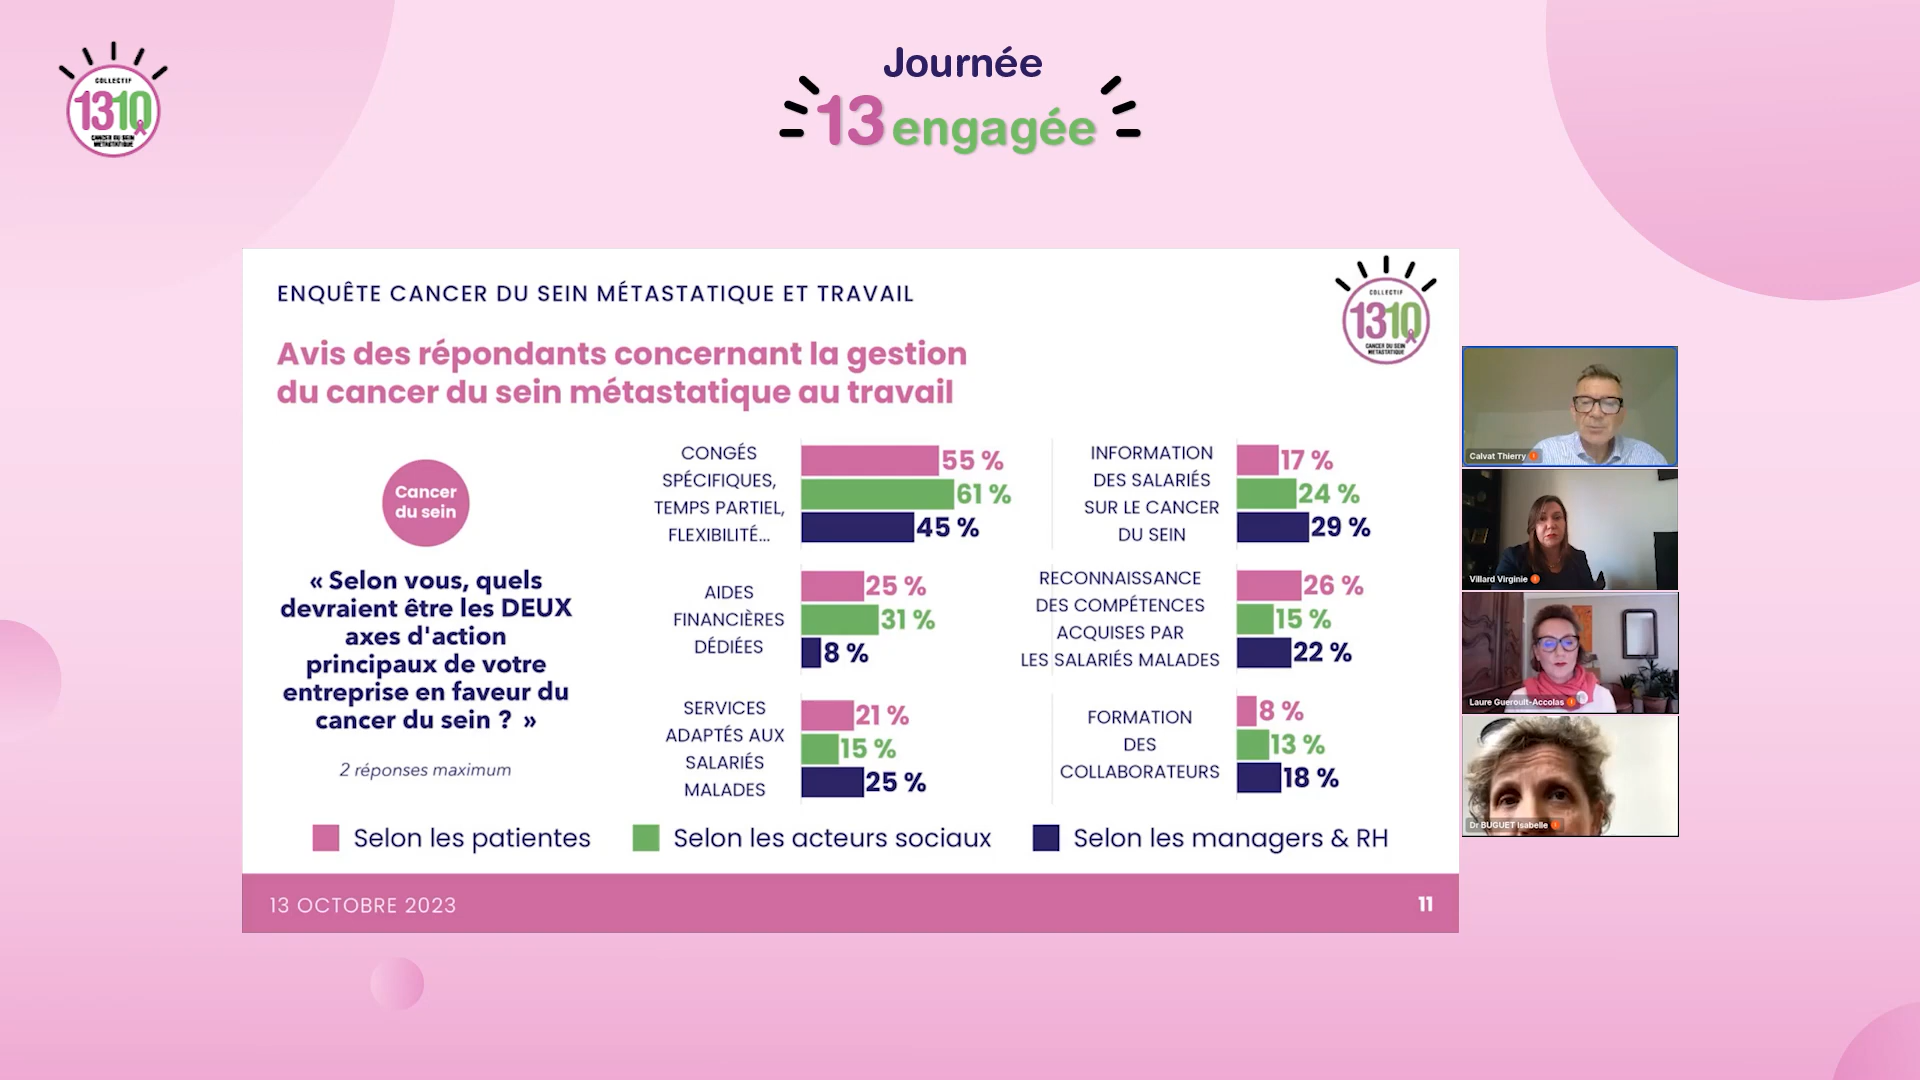 COLLECTIF
1310
CANCER DU SEIN
MÉTASTATIQUE
Journée
13 engagée
ENQUÊTE CANCER DU SEIN MÉTASTATIQUE ET TRAVAIL
COLLECTIF
1310
CANCER DU SEIN
MÉTASTATIQUE
Avis des répondants concernant la gestion
du cancer du sein métastatique au travail
Cancer
du sein
« Selon vous, quels
devraient être les DEUX
axes d'action
principaux de votre
entreprise en faveur du
cancer du sein ? »
2 réponses maximum
CONGÉS
SPÉCIFIQUES,
TEMPS PARTIEL,
FLEXIBILITÉ...
55 %
61 %
45 %
AIDES
FINANCIÈRES
DÉDIÉES
25 %
31 %
8 %
SERVICES
ADAPTÉS AUX
SALARIÉS
MALADES
21 %
15 %
25 %
INFORMATION
DES SALARIÉS
SUR LE CANCER
DU SEIN
17 %
24 %
29 %
RECONNAISSANCE
DES COMPÉTENCES
ACQUISES PAR
LES SALARIÉS MALADES
26 %
15 %
22 %
FORMATION
DES
COLLABORATEURS
8 %
13 %
18 %
Selon les patientes
Selon les acteurs sociaux
Selon les managers & RH
13 OCTOBRE 2023
11
Calvat Thierry
Villard Virginie
Laure Gueroult-Accolas
Dr BUGUET Isabelle